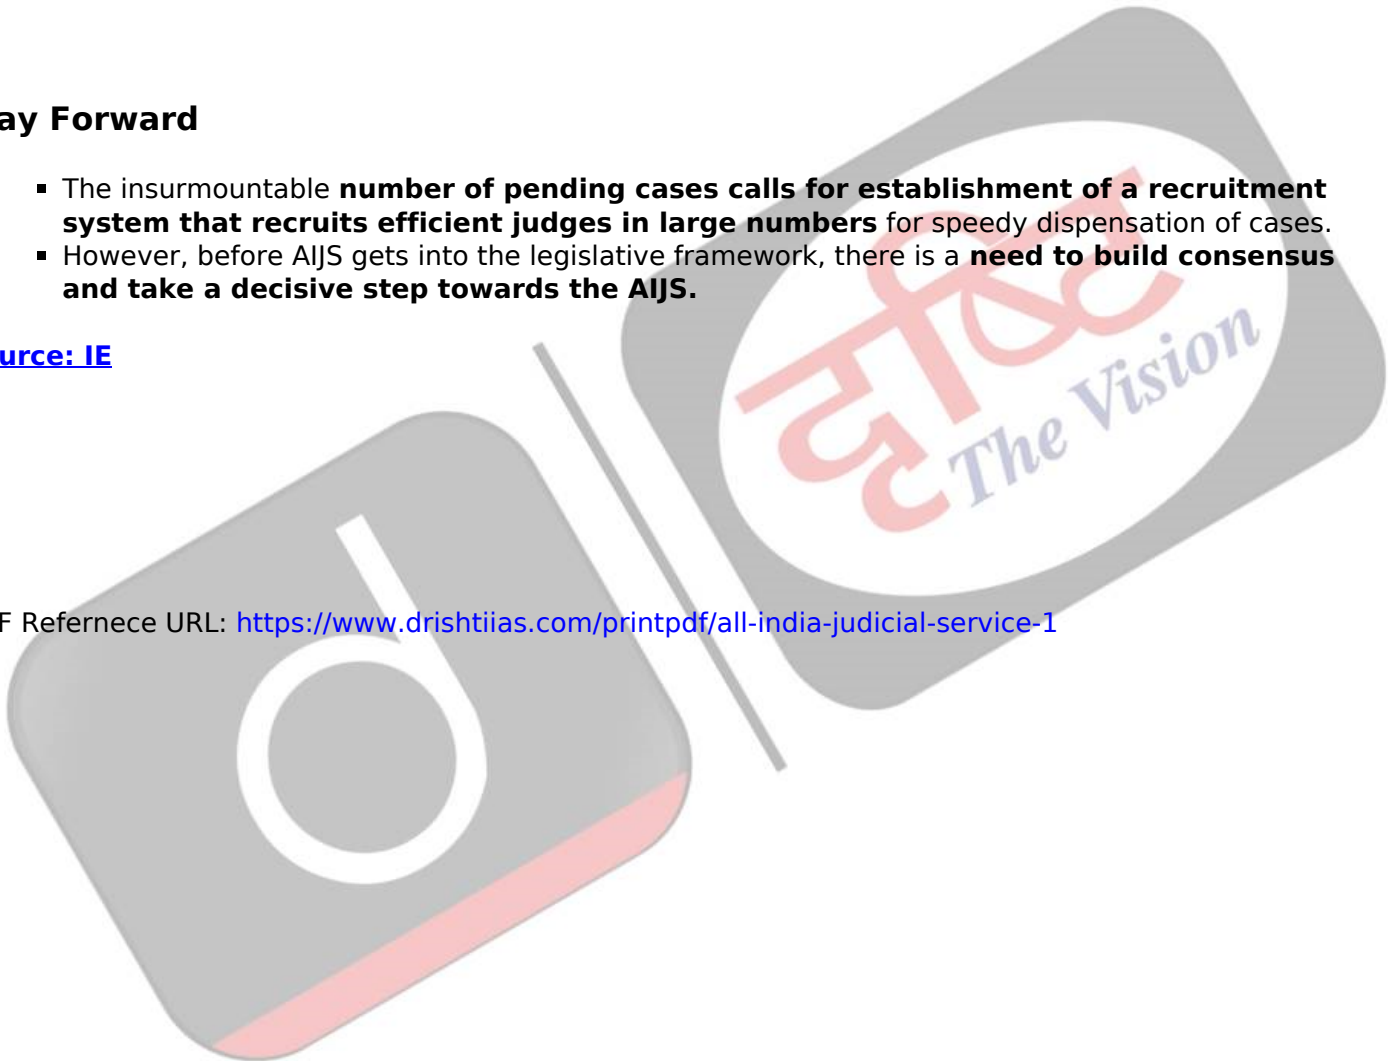 ay Forward
▪ The insurmountable number of pending cases calls for establishment of a recruitment
system that recruits efficient judges in large numbers for speedy dispensation of cases.
▪ However, before AIJS gets into the legislative framework, there is a need to build consensus
and take a decisive step towards the AIJS.
urce: IE
दृष्टि
The Vision
F Refernece URL: https://www.drishtiias.com/printpdf/all-india-judicial-service-1
d